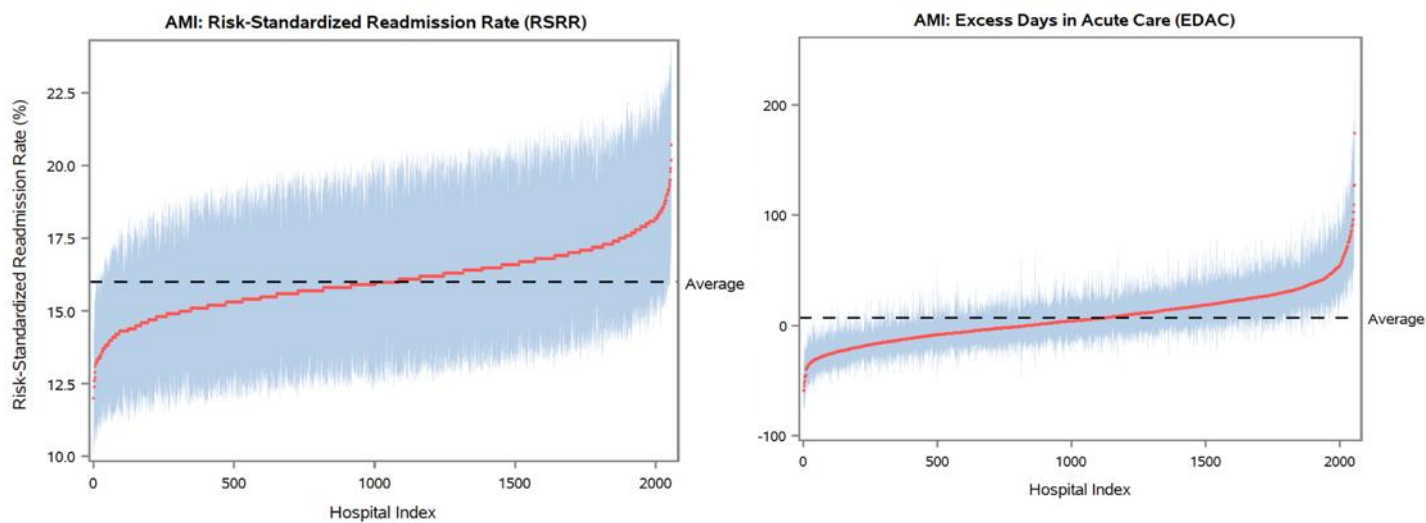 AMI: Risk-Standardized Readmission Rate (RSRR)
Risk-Standardized Readmission Rate (%)
22.5
20.0
17.5
15.0
12.5
10.0
Average
0
500
1000
1500
2000
Hospital Index
AMI: Excess Days in Acute Care (EDAC)
200
100
0
-100
Average
0
500
1000
1500
2000
Hospital Index